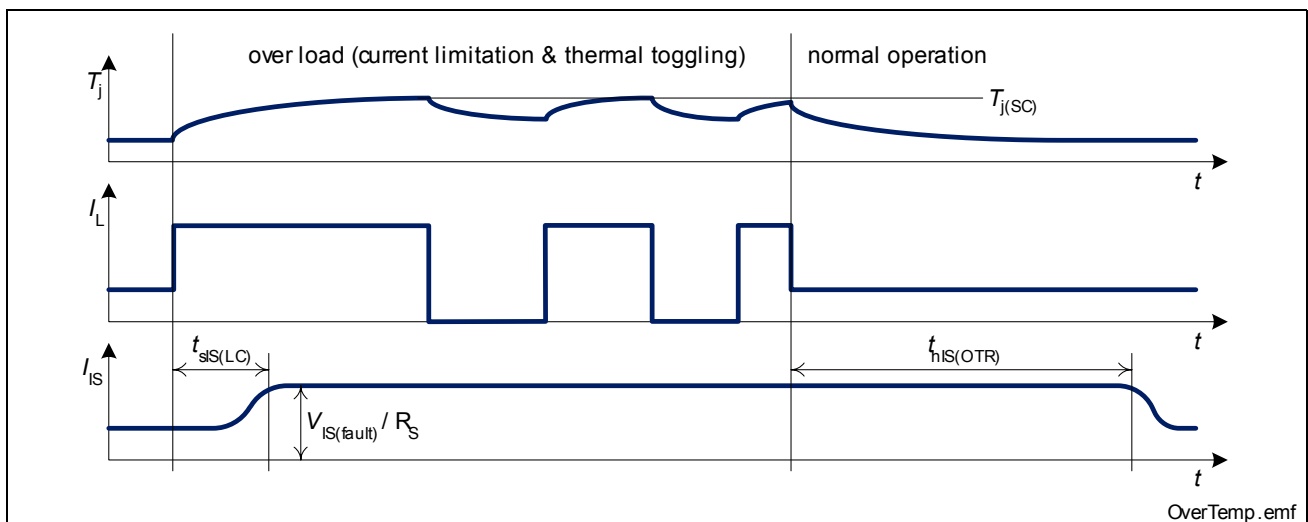 over load (current limitation & thermal toggling) normal operation
Tj
Tj(SC)
t
IL
t
tsIS(LC) thIS(OTR)
IIS
VIS(fault) / RS
t
OverTemp.emf